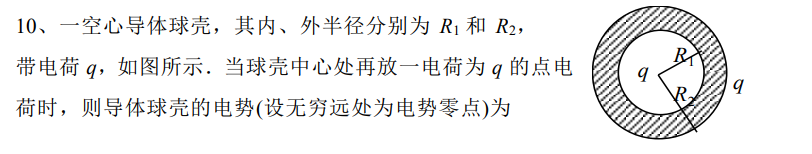 10、一空心导体球壳，其内、外半径分别为 R₁ 和 R₂，
带电荷 q，如图所示．当球壳中心处再放一电荷为 q 的点电
荷时，则导体球壳的电势(设无穷远处为电势零点)为
R₁
q
R₂
q